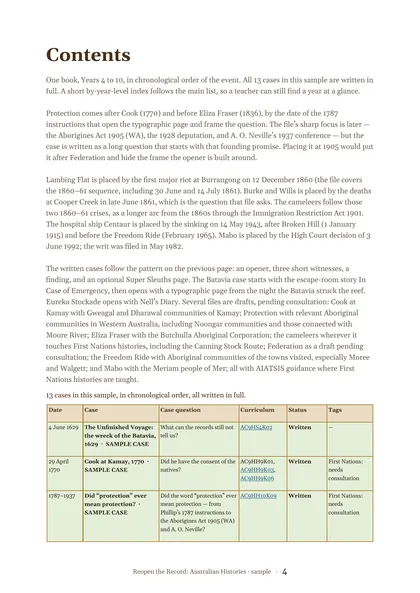 Contents
One book, Years 4 to 10, in chronological order of the event. All 13 cases in this sample are written in
full. A short by-year-level index follows the main list, so a teacher can still find a year at a glance.
Protection comes after Cook (1770) and before Eliza Fraser (1836), by the date of the 1787
instructions that open the typographic page and frame the question. The file's sharp focus is later —
the Aborigines Act 1905 (WA), the 1928 deputation, and A. O. Neville's 1937 conference — but the
case is written as a long question that starts with that founding promise. Placing it at 1905 would put
it after Federation and hide the frame the opener is built around.
Lambing Flat is placed by the first major riot at Burrangong on 12 December 1860 (the file covers
the 1860–61 sequence, including 30 June and 14 July 1861). Burke and Wills is placed by the deaths
at Cooper Creek in late June 1861, which is the question that file asks. The cameleers follow those
two 1860–61 crises, as a longer arc from the 1860s through the Immigration Restriction Act 1901.
The hospital ship Centaur is placed by the sinking on 14 May 1943, after Broken Hill (1 January
1915) and before the Freedom Ride (February 1965). Mabo is placed by the High Court decision of 3
June 1992; the writ was filed in May 1982.
The written cases follow the pattern on the previous page: an opener, three short witnesses, a
finding, and an optional Super Sleuths page. The Batavia case starts with the escape-room story In
Case of Emergency, then opens with a typographic page from the night the Batavia struck the reef.
Eureka Stockade opens with Nell's Diary. Several files are drafts, pending consultation: Cook at
Kamay with Gweagal and Dharawal communities of Kamay; Protection with relevant Aboriginal
communities in Western Australia, including Noongar communities and those connected with
Moore River; Eliza Fraser with the Butchulla Aboriginal Corporation; the cameleers wherever it
touches First Nations histories, including the Canning Stock Route; Federation as a draft pending
consultation; the Freedom Ride with Aboriginal communities of the towns visited, especially Moree
and Walgett; and Mabo with the Meriam people of Mer; all with AIATSIS guidance where First
Nations histories are taught.
13 cases in this sample, in chronological order, all written in full.
Date Case Case question Curriculum Status Tags
4 June 1629 The Unfinished Voyage: What can the records still not AC9HS4K03 Written —
the wreck of the Batavia, tell us?
1629 · SAMPLE CASE
29 April Cook at Kamay, 1770 · Did he have the consent of the AC9HH9K01, Written First Nations:
1770 SAMPLE CASE natives? AC9HH9K03, needs
AC9HH9K06 consultation
1787–1937 Did "protection" ever Did the word "protection" ever AC9HH10K09 Written First Nations:
mean protection? · mean protection — from needs
SAMPLE CASE Phillip's 1787 instructions to consultation
the Aborigines Act 1905 (WA)
and A. O. Neville?
Reopen the Record: Australian Histories · sample · 4